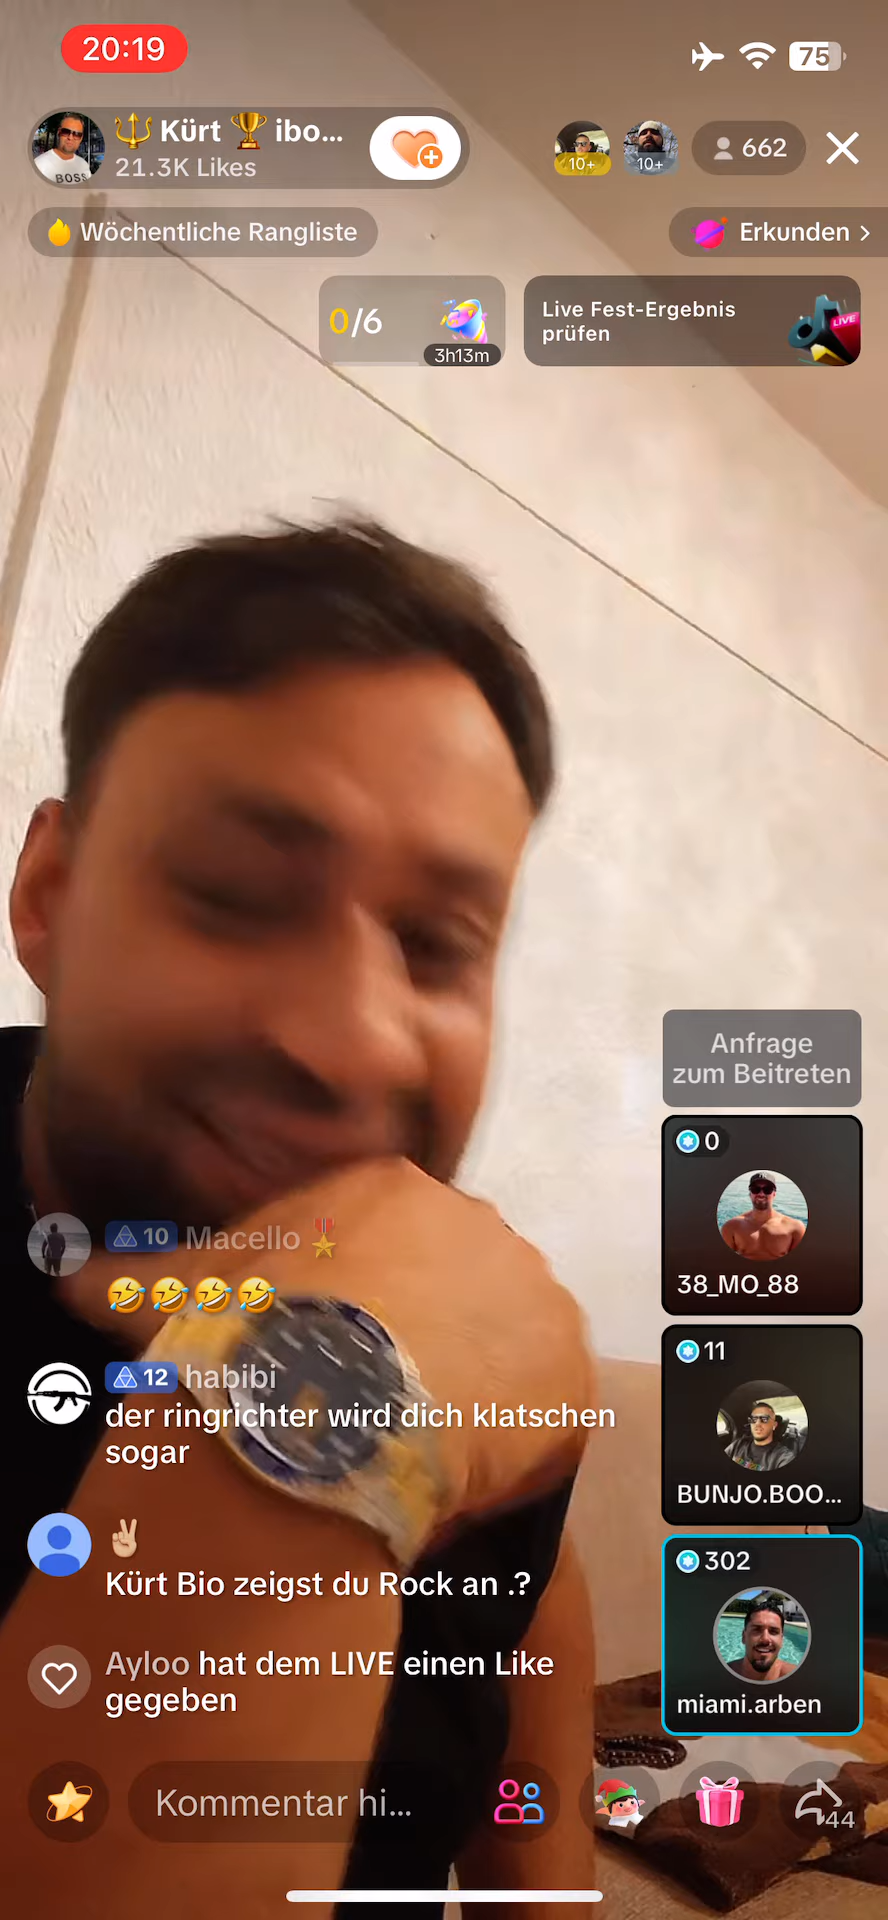 20:19
75
🔱 Kürt 🏆 ibo...
21.3K Likes
BOSS
10+
10+
662
Wöchentliche Rangliste
Erkunden >
0/6
3h13m
Live Fest-Ergebnis
prüfen
LIVE
Anfrage
zum Beitreten
0
38_MO_88
11
BUNJO.BOO...
302
miami.arben
10 Macello 🎖️
🤣🤣🤣🤣
12 habibi
der ringrichter wird dich klatschen
sogar
✌🏼
Kürt Bio zeigst du Rock an .?
Ayloo hat dem LIVE einen Like
gegeben
Kommentar hi...
44